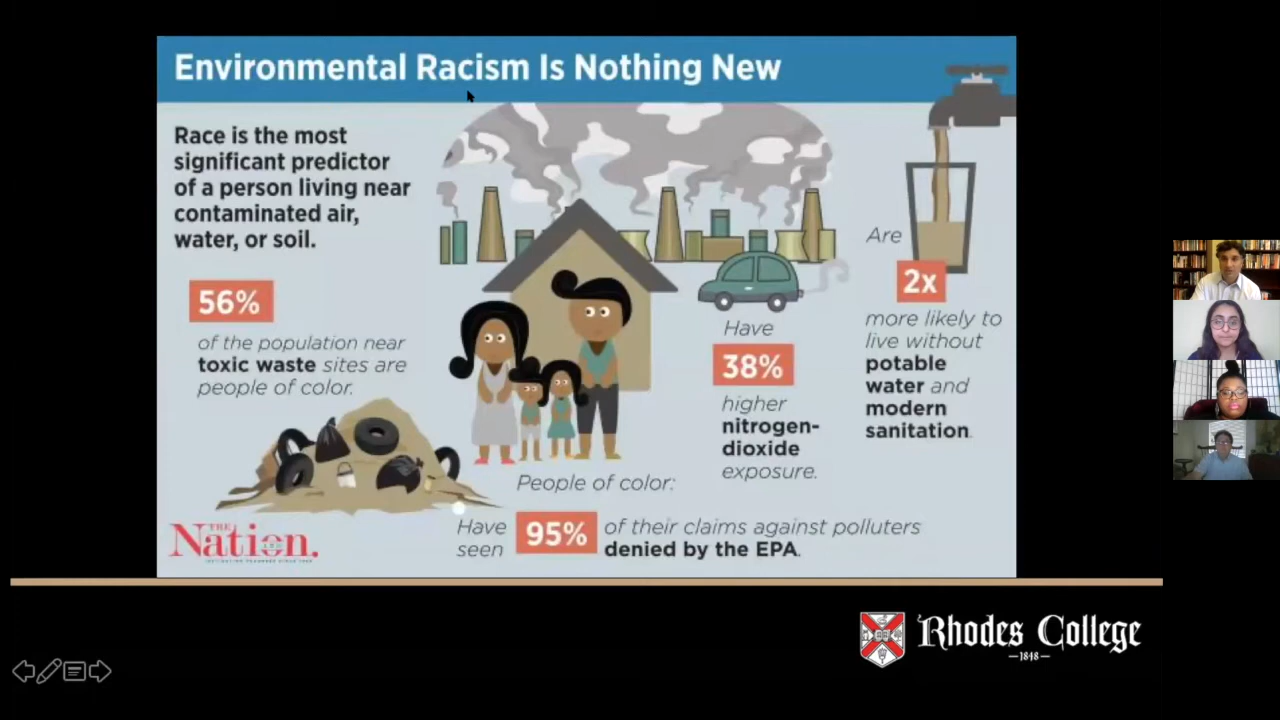 Environmental Racism Is Nothing New
Race is the most
significant predictor
of a person living near
contaminated air,
water, or soil.
56%
of the population near
toxic waste sites are
people of color.
People of color:
Have
38%
higher
nitrogen-
dioxide
exposure.
Are
2x
more likely to
live without
potable
water and
modern
sanitation.
Have seen 95% of their claims against polluters
denied by the EPA.
THE
Nation.
Rhodes College
—1848—